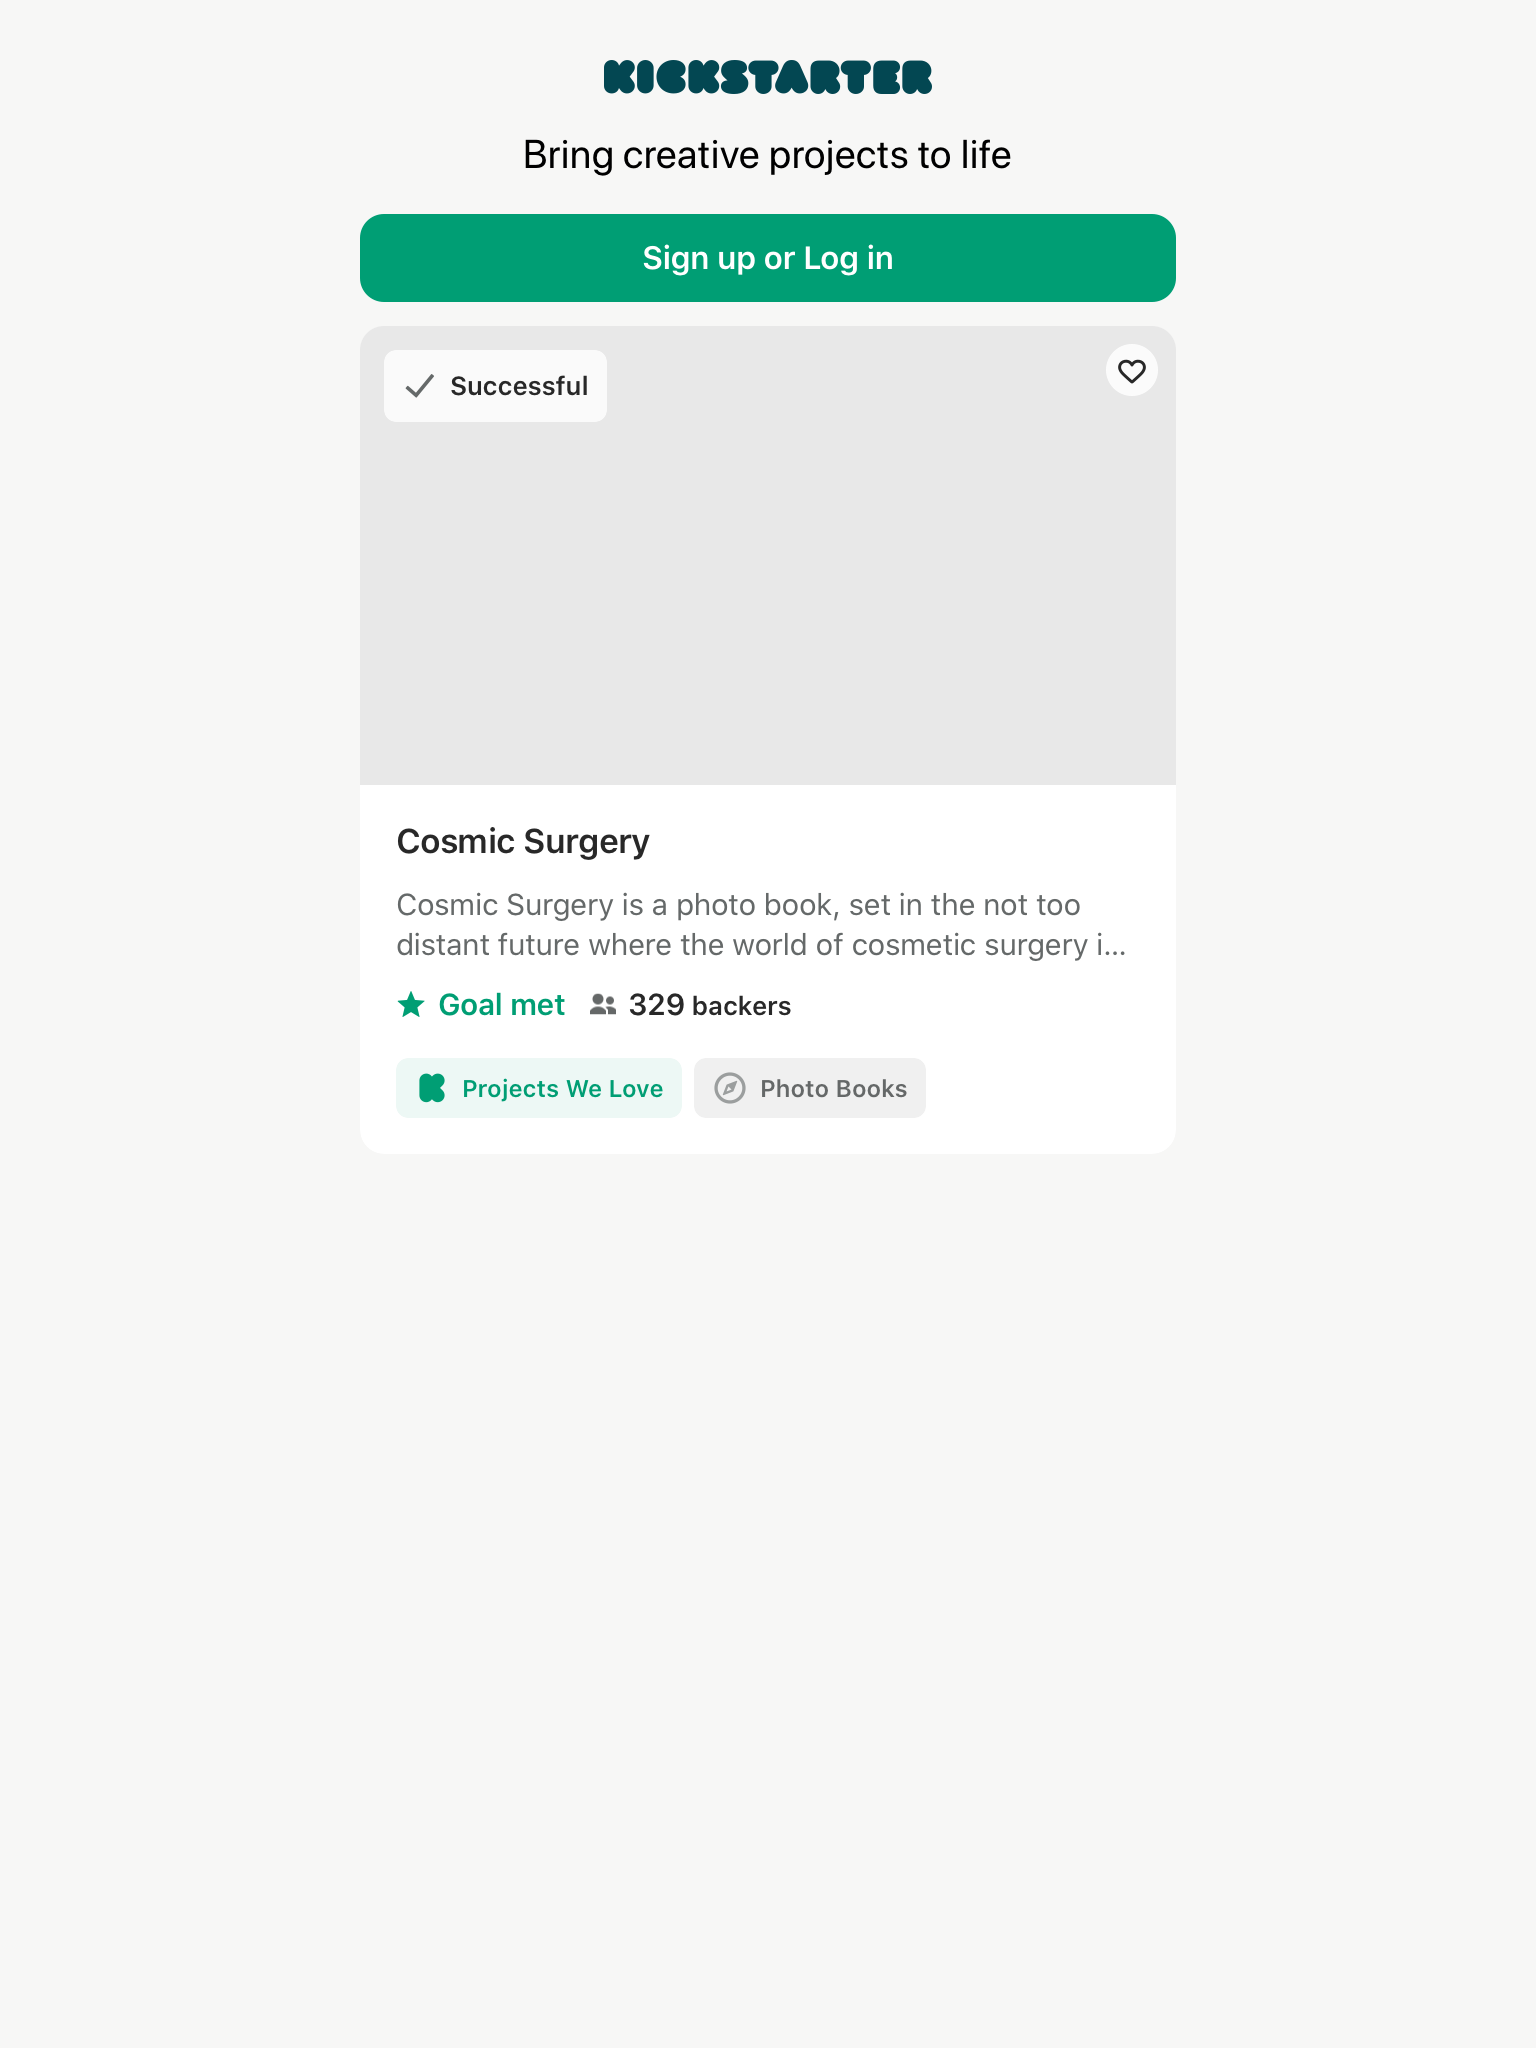 KICKSTARTER
Bring creative projects to life
Sign up or Log in
Successful
Cosmic Surgery
Cosmic Surgery is a photo book, set in the not too
distant future where the world of cosmetic surgery i...
Goal met 329 backers
Projects We Love Photo Books